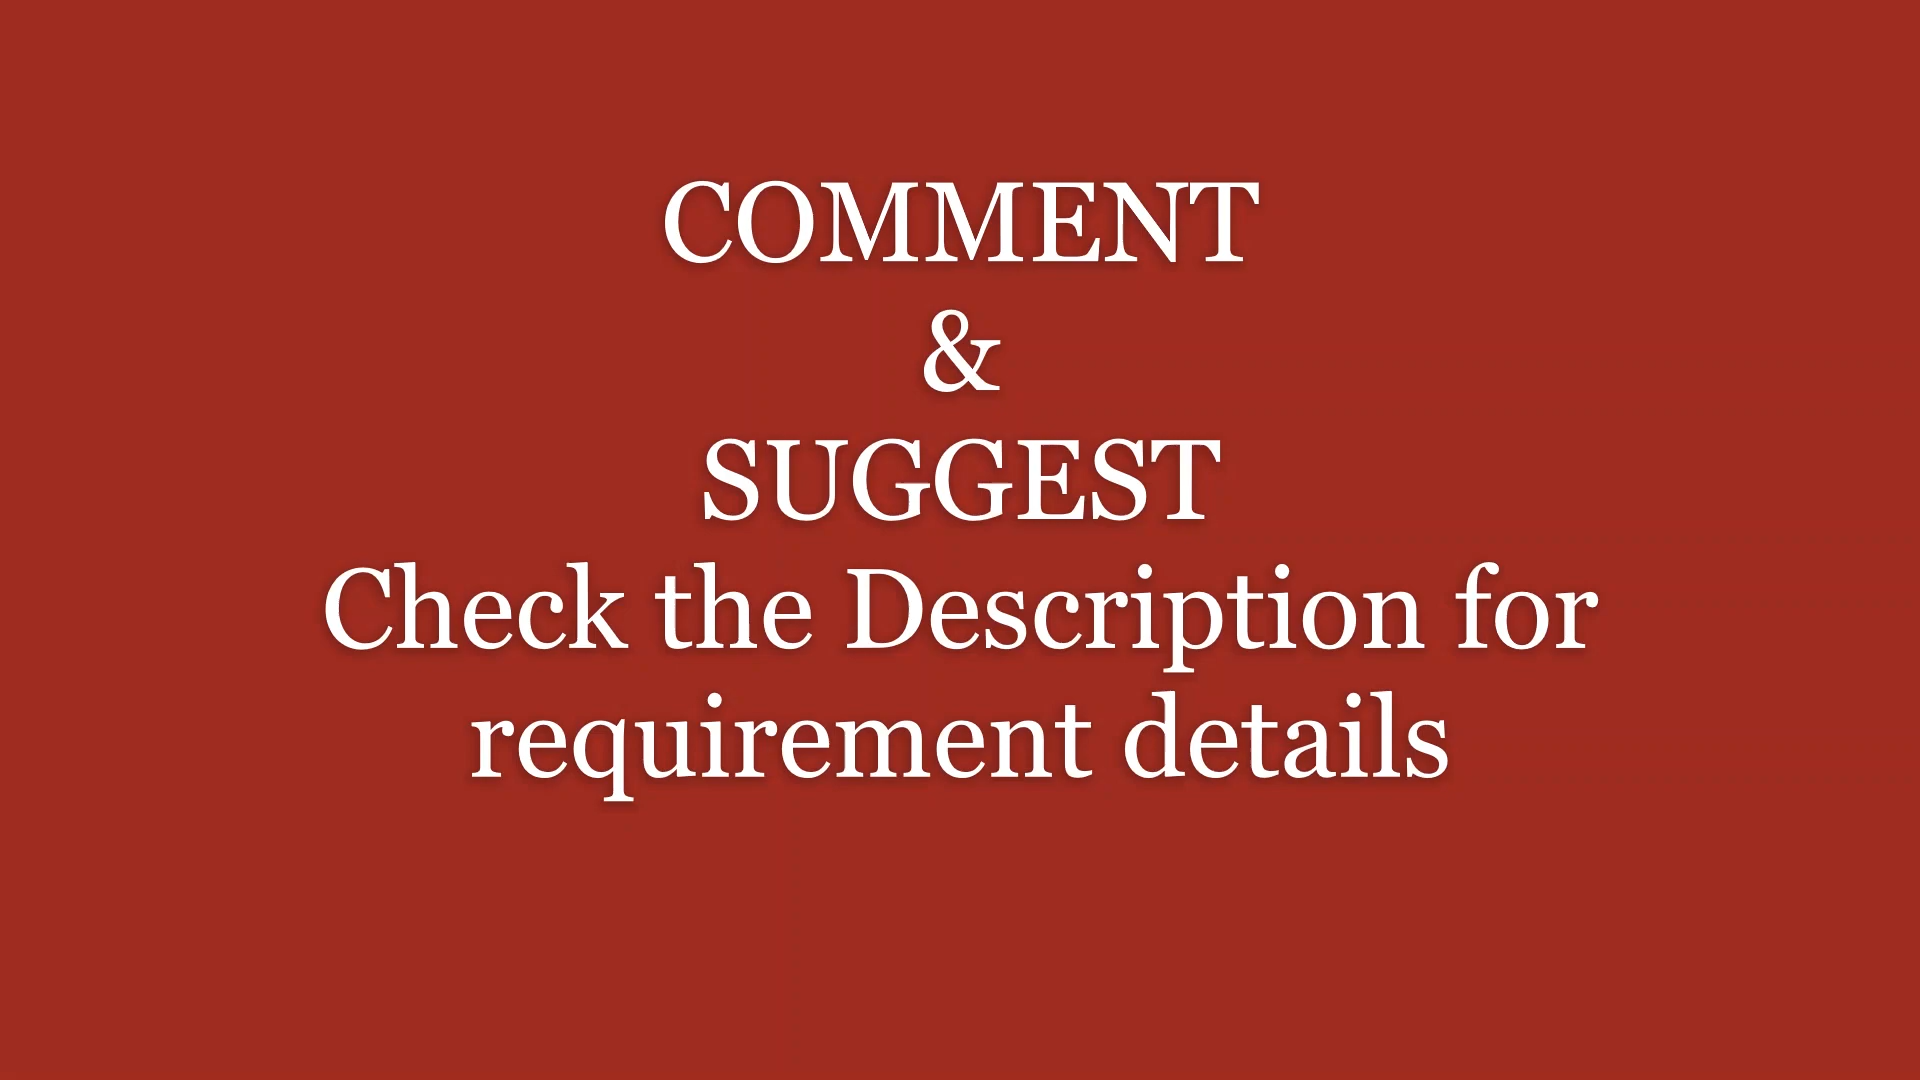 COMMENT
&
SUGGEST
Check the Description for
requirement details